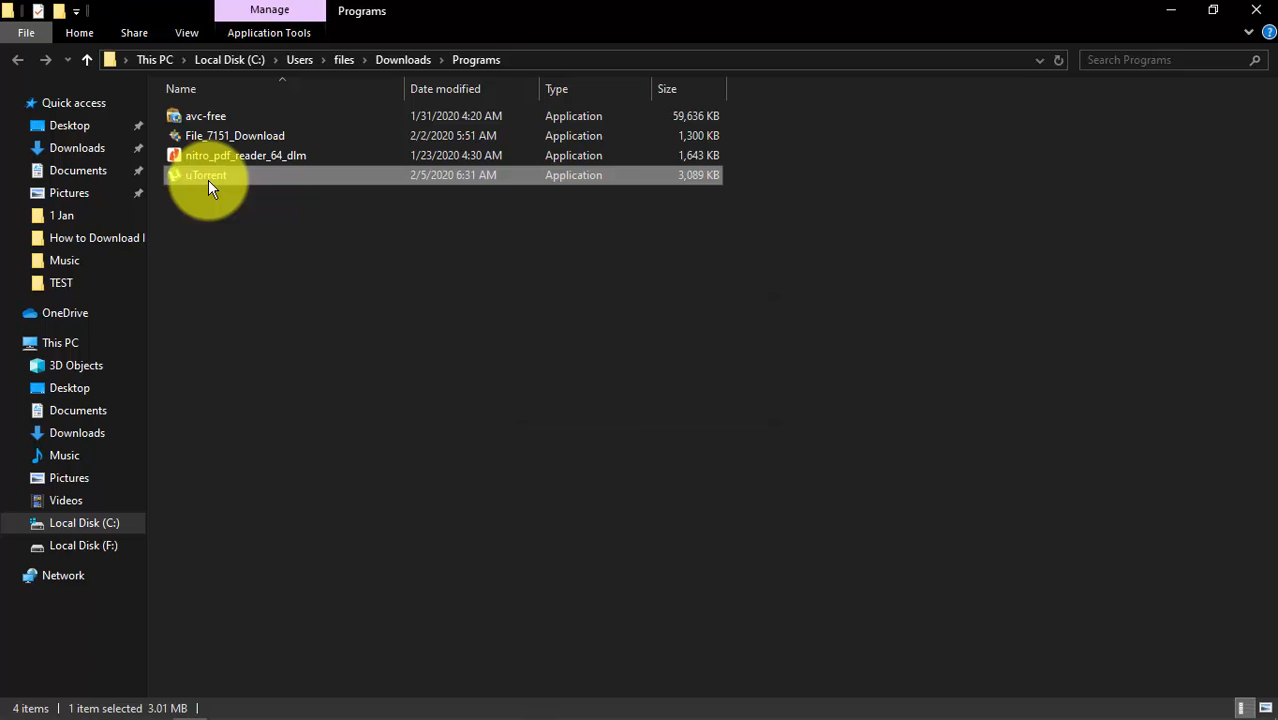 Manage
Programs
File
Home
Share
View
Application Tools
This PC
Local Disk (C:)
Users
files
Downloads
Programs
Search Programs
Name
Date modified
Type
Size
avc-free 1/31/2020 4:20 AM Application 59,636 KB
File_7151_Download 2/2/2020 5:51 AM Application 1,300 KB
nitro_pdf_reader_64_dlm 1/23/2020 4:30 AM Application 1,643 KB
uTorrent 2/5/2020 6:31 AM Application 3,089 KB
Quick access
Desktop
Downloads
Documents
Pictures
1 Jan
How to Download I
Music
TEST
OneDrive
This PC
3D Objects
Desktop
Documents
Downloads
Music
Pictures
Videos
Local Disk (C:)
Local Disk (F:)
Network
4 items
1 item selected 3.01 MB